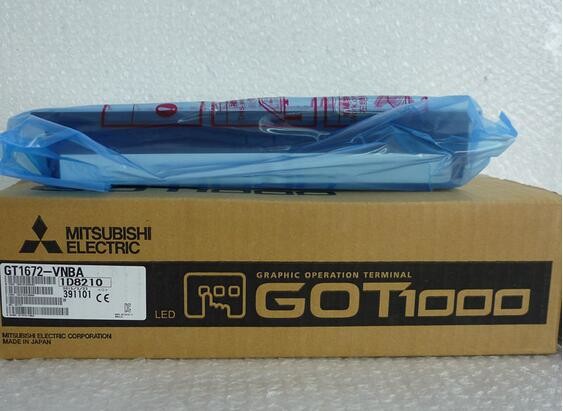 MITSUBISHI
ELECTRIC
GT1672-VNBA
1D8210
391101 CE
LED
GRAPHIC OPERATION TERMINAL
GOT1000
MITSUBISHI ELECTRIC CORPORATION
MADE IN JAPAN